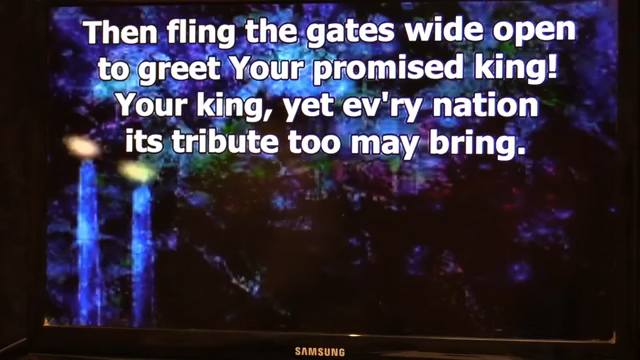 Then fling the gates wide open
to greet Your promised king!
Your king, yet ev'ry nation
its tribute too may bring.
SAMSUNG